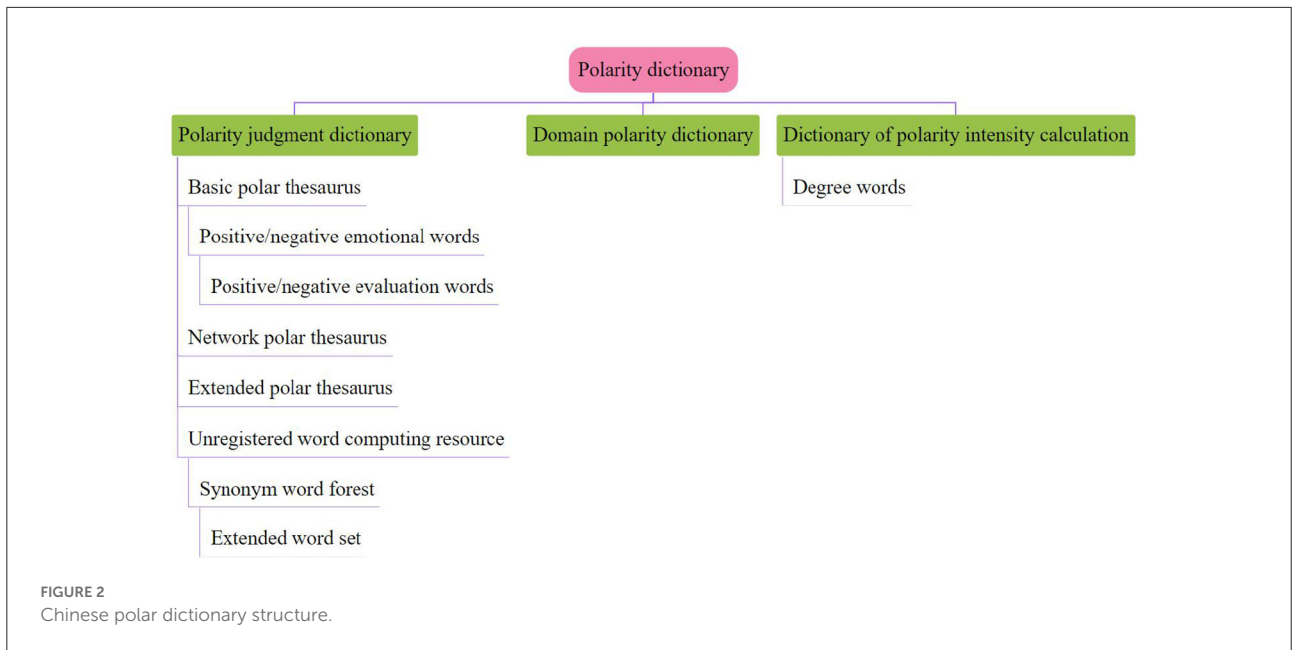 Polarity dictionary
Polarity judgment dictionary
Domain polarity dictionary
Dictionary of polarity intensity calculation
Basic polar thesaurus
Degree words
Positive/negative emotional words
Positive/negative evaluation words
Network polar thesaurus
Extended polar thesaurus
Unregistered word computing resource
Synonym word forest
Extended word set
FIGURE 2
Chinese polar dictionary structure.